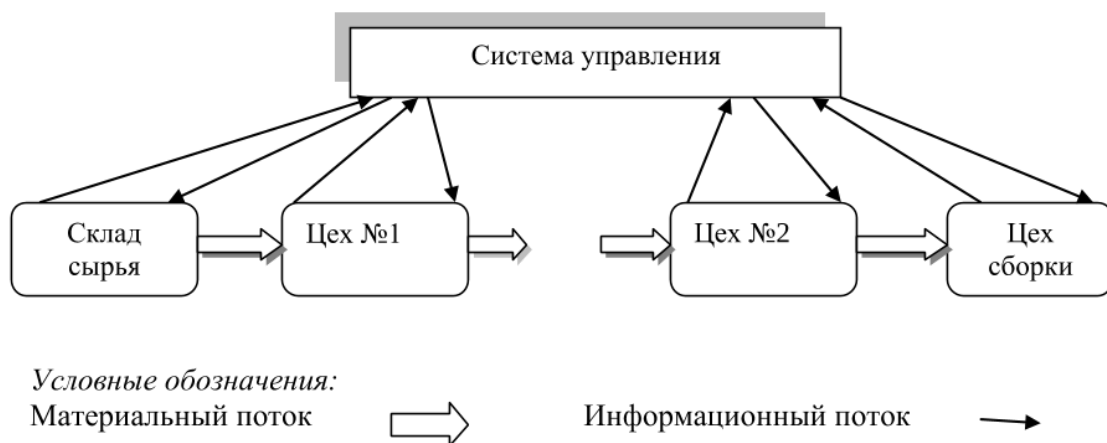 Система управления
Склад
сырья
Цех №1
Цех №2
Цех
сборки
Условные обозначения:
Материальный поток
Информационный поток